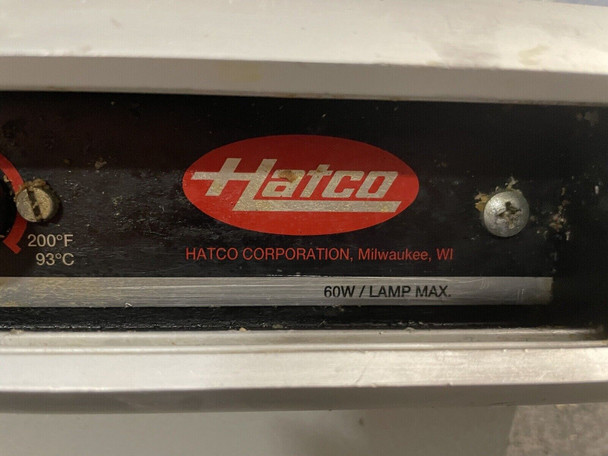 Hatco
HATCO CORPORATION, Milwaukee, WI
200°F
93°C
60W / LAMP MAX.